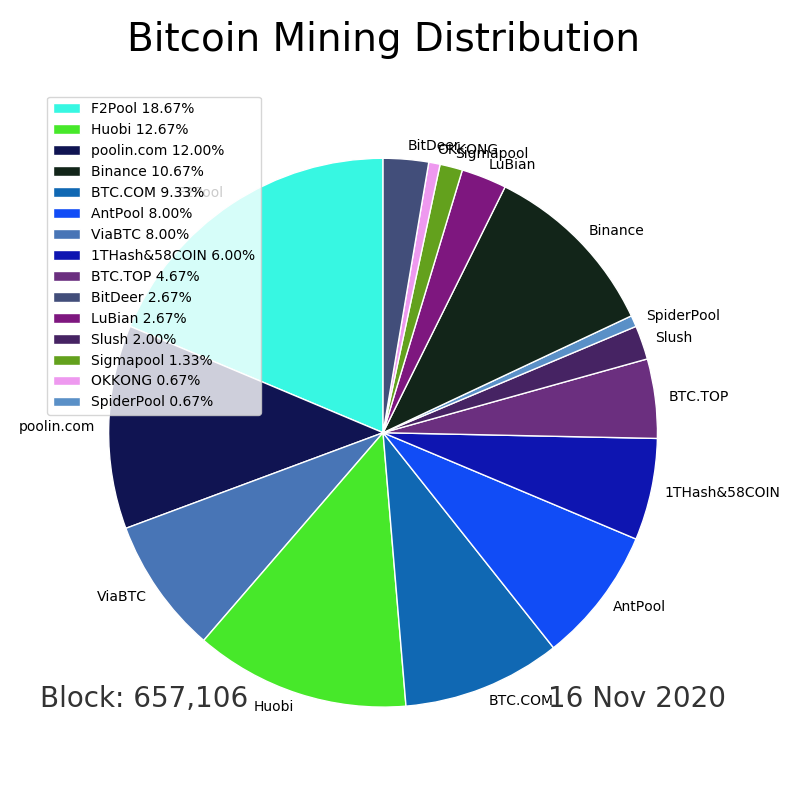 Bitcoin Mining Distribution
F2Pool 18.67%
Huobi 12.67%
poolin.com 12.00%
Binance 10.67%
BTC.COM 9.33%
AntPool 8.00%
ViaBTC 8.00%
1THash&58COIN 6.00%
BTC.TOP 4.67%
BitDeer 2.67%
LuBian 2.67%
Slush 2.00%
Sigmapool 1.33%
OKKONG 0.67%
SpiderPool 0.67%
BitDeer
OKKONG
Sigmapool
LuBian
Binance
SpiderPool
Slush
BTC.TOP
1THash&58COIN
AntPool
BTC.COM
Huobi
ViaBTC
poolin.com
Block: 657,106
16 Nov 2020